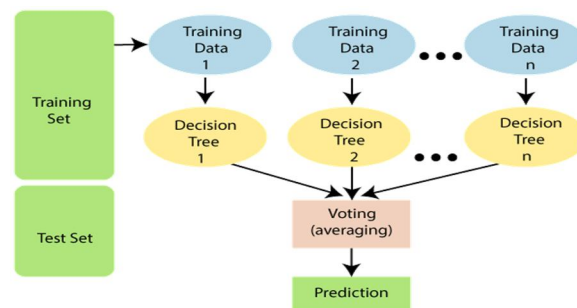 Training
Set
Test Set
Training
Data
1
Training
Data
2
Training
Data
n
Decision
Tree
1
Decision
Tree
2
Decision
Tree
n
Voting
(averaging)
Prediction